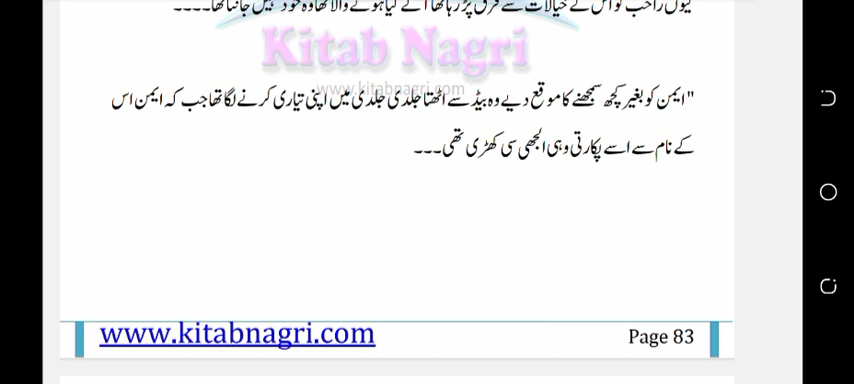 کیوں راحب کو اس کے خیالات سے فرق پڑ رہا تھا آگے کیا ہونے والا تھا وہ خود نہیں جانتا تھا۔۔۔۔
Kitab Nagri
www.kitabnagri.com
"ایمن کو بغیر کچھ سمجھنے کا موقع دیے وہ بیڈ سے اٹھتا جلدی جلدی میں اپنی تیاری کرنے لگا تھا جب کہ ایمن اس
کے نام سے اسے پکارتی وہی الجھی سی کھڑی تھی۔۔۔
www.kitabnagri.com
Page 83